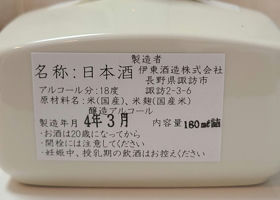 製造者
名称:日本酒 伊東酒造株式会社
長野県諏訪市
アルコール分:18度 諏訪2-3-6
原材料名:米(国産)、米麹(国産米)
醸造アルコール
製造年月 4年3月 内容量 180ml詰
・お酒は20歳になってから
・開栓には注意してください
・妊娠中、授乳期の飲酒はお控えください